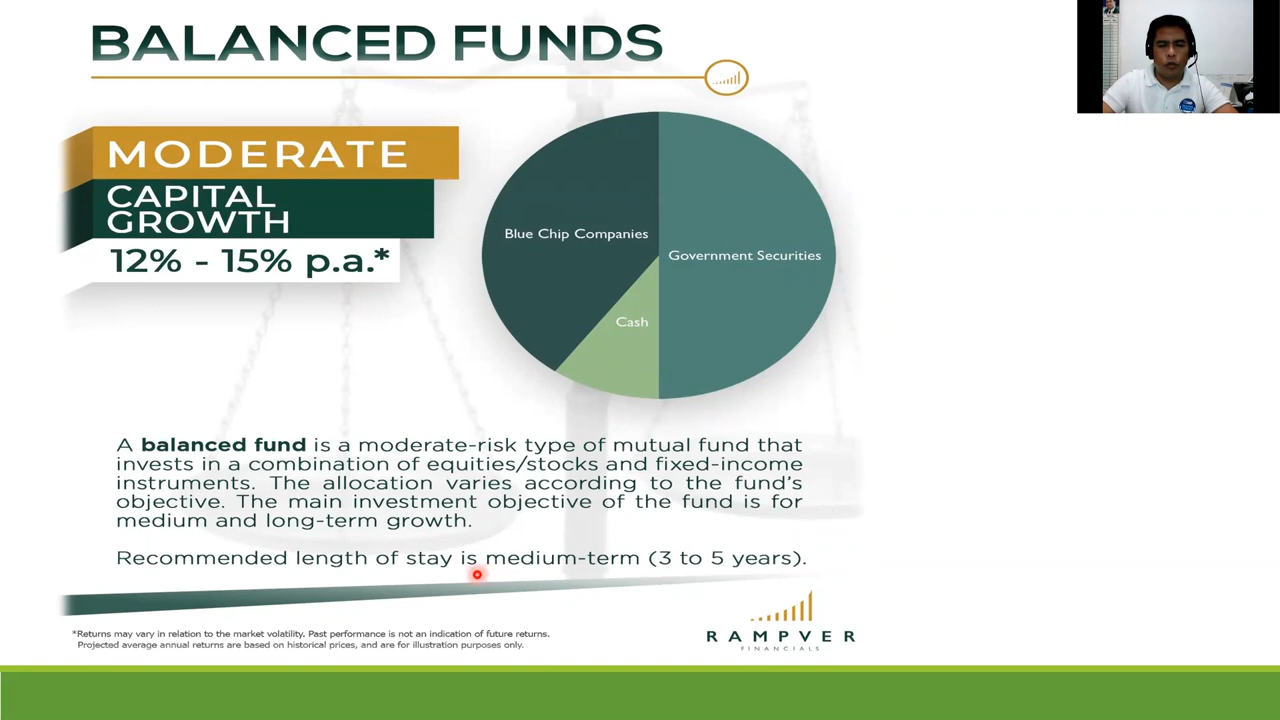 BALANCED FUNDS
MODERATE
CAPITAL
GROWTH
12% - 15% p.a.*
Blue Chip Companies
Government Securities
Cash
A balanced fund is a moderate-risk type of mutual fund that
invests in a combination of equities/stocks and fixed-income
instruments. The allocation varies according to the fund's
objective. The main investment objective of the fund is for
medium and long-term growth.
Recommended length of stay is medium-term (3 to 5 years).
*Returns may vary in relation to the market volatility. Past performance is not an indication of future returns.
Projected average annual returns are based on historical prices, and are for illustration purposes only.
RAMPVER
FINANCIALS